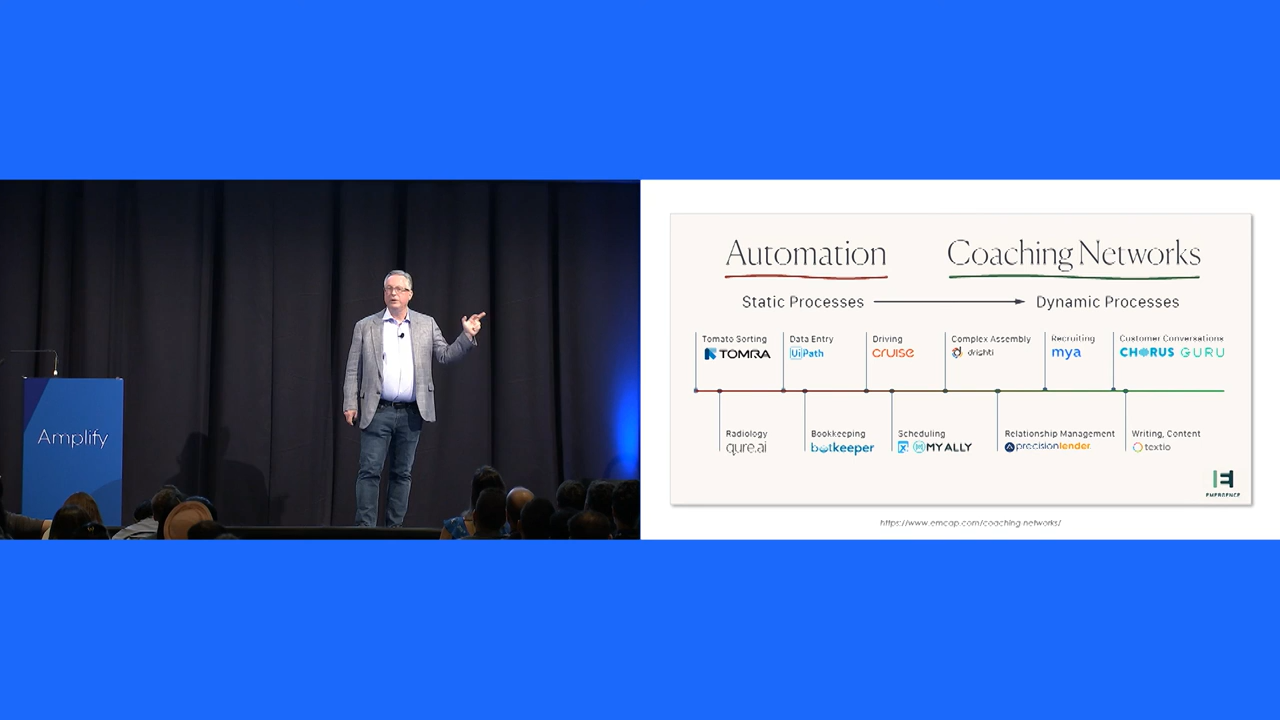 Amplify
Automation
Coaching Networks
Static Processes
Dynamic Processes
Tomato Sorting
TOMRA
Data Entry
UiPath
Driving
cruise
Complex Assembly
drishti
Recruiting
mya
Customer Conversations
CHORUS GURU
Radiology
qure.ai
Bookkeeping
botkeeper
Scheduling
MY ALLY
Relationship Management
precisionlender
Writing, Content
textio
EMERGENCE
https://www.emcap.com/coaching-networks/